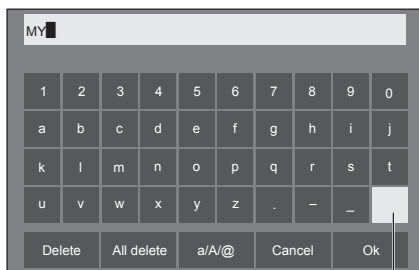 MY
1 2 3 4 5 6 7 8 9 0
a b c d e f g h i j
k l m n o p q r s t
u v w x y z . – _
Delete All delete a/A/@ Cancel Ok